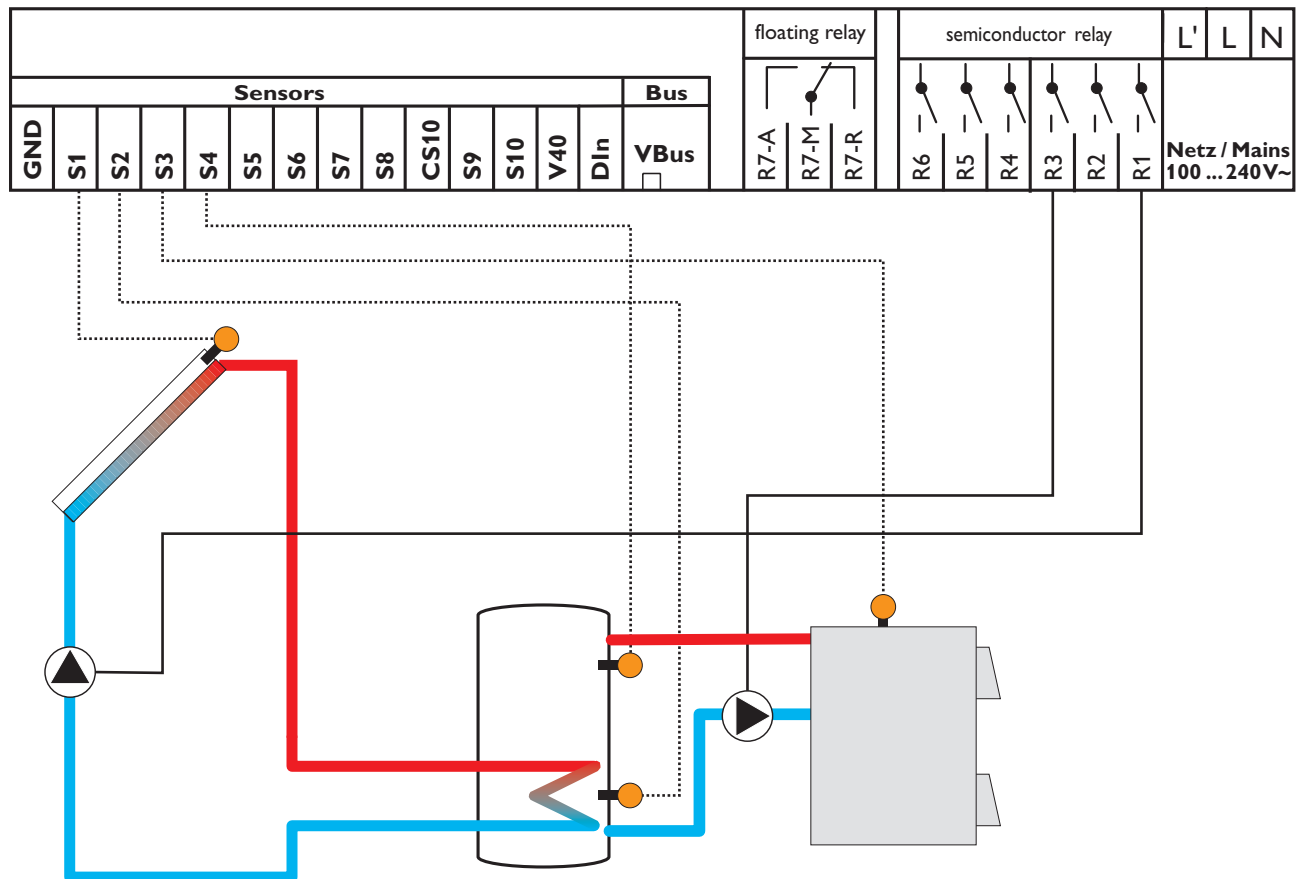 floating relay
semiconductor relay
L'
L
N
Sensors
Bus
GND
S1
S2
S3
S4
S5
S6
S7
S8
CS10
S9
S10
V40
DIn
VBus
R7-A
R7-M
R7-R
R6
R5
R4
R3
R2
R1
Netz / Mains
100 ... 240 V~